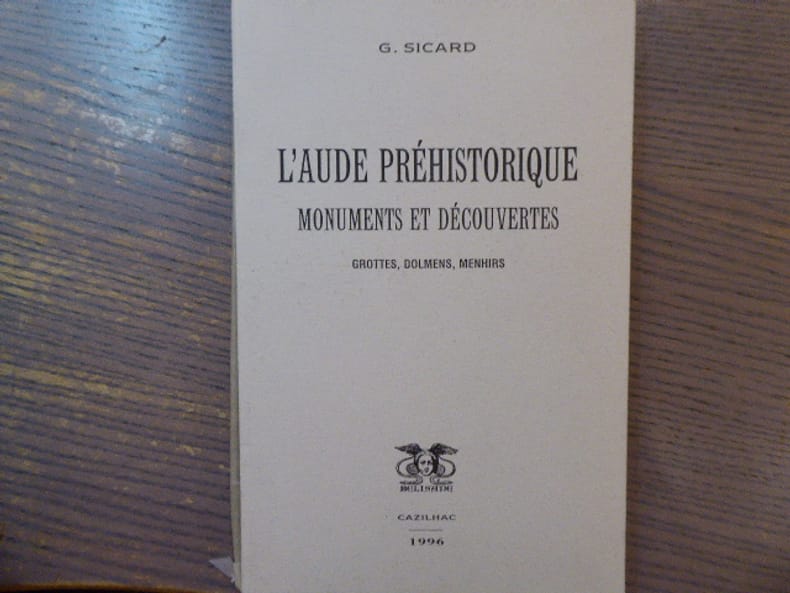 G. SICARD
L'AUDE PRÉHISTORIQUE
MONUMENTS ET DÉCOUVERTES
GROTTES, DOLMENS, MENHIRS
BELISANE
CAZILHAC
1996